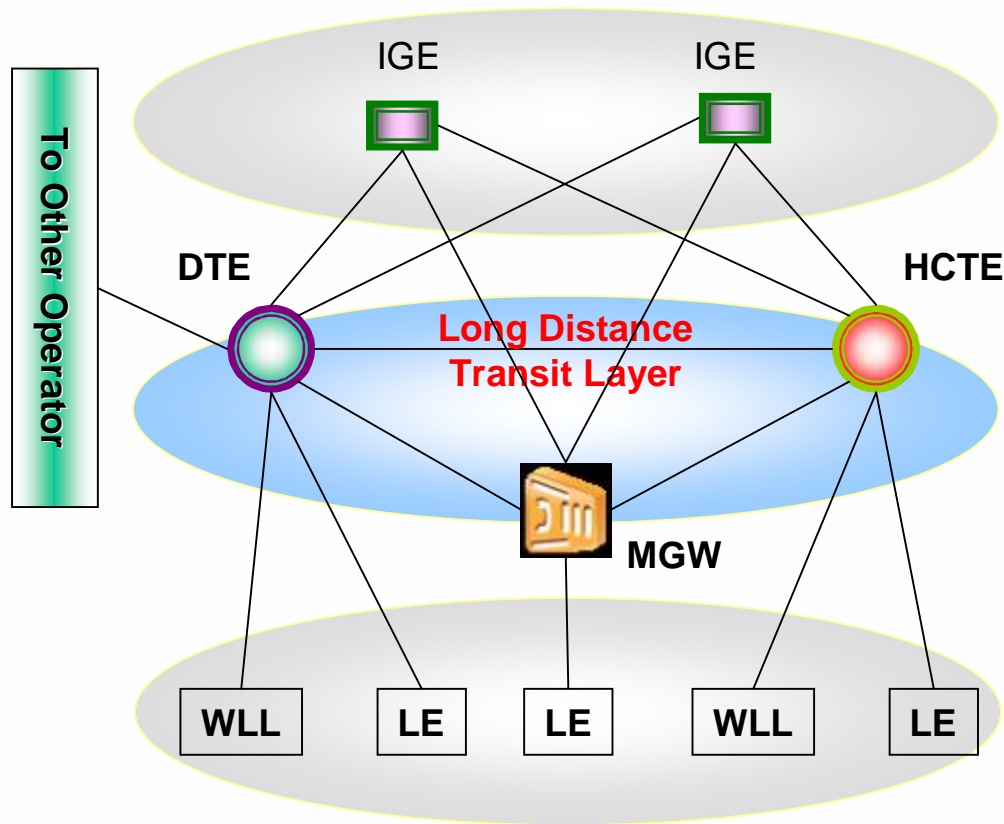 IGE
IGE
To Other Operator
DTE
HCTE
Long Distance
Transit Layer
MGW
WLL
LE
LE
WLL
LE